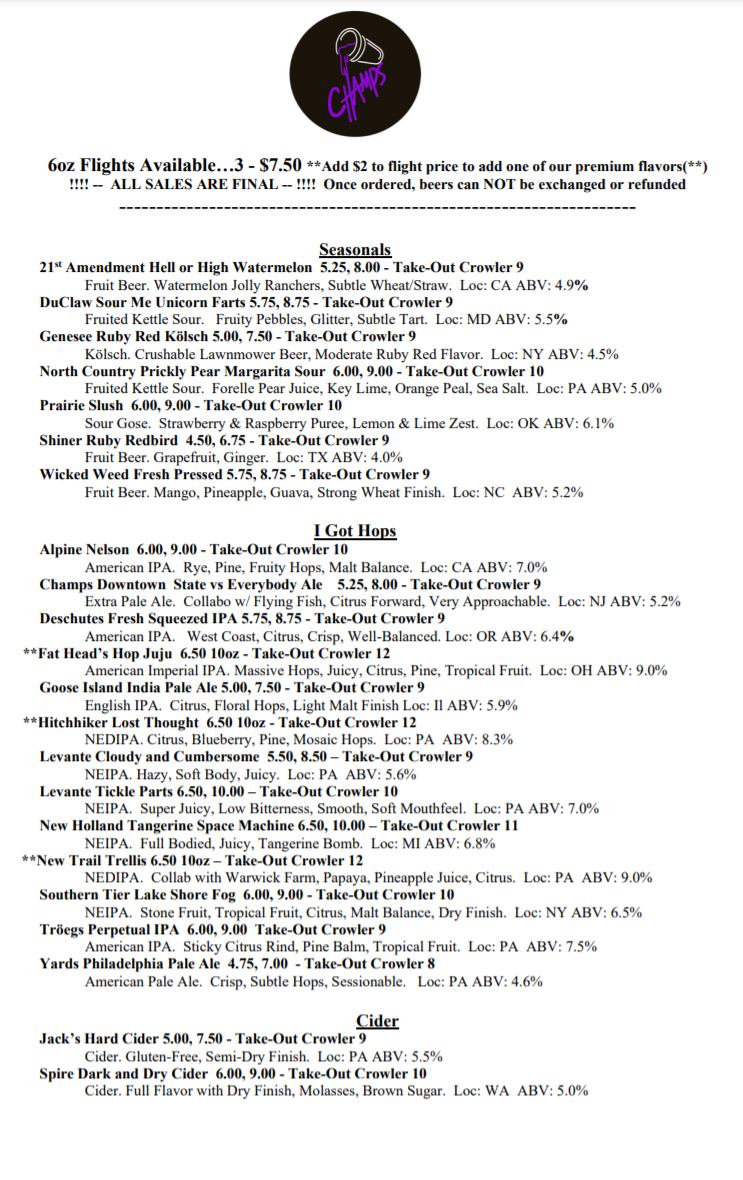 CHAMPS
6oz Flights Available…3 - $7.50 **Add $2 to flight price to add one of our premium flavors(**)
!!!! -- ALL SALES ARE FINAL -- !!!! Once ordered, beers can NOT be exchanged or refunded
----------------------------------------------------------------------
Seasonals
21st Amendment Hell or High Watermelon 5.25, 8.00 - Take-Out Crowler 9
Fruit Beer. Watermelon Jolly Ranchers, Subtle Wheat/Straw. Loc: CA ABV: 4.9%
DuClaw Sour Me Unicorn Farts 5.75, 8.75 - Take-Out Crowler 9
Fruited Kettle Sour. Fruity Pebbles, Glitter, Subtle Tart. Loc: MD ABV: 5.5%
Genesee Ruby Red Kölsch 5.00, 7.50 - Take-Out Crowler 9
Kölsch. Crushable Lawnmower Beer, Moderate Ruby Red Flavor. Loc: NY ABV: 4.5%
North Country Prickly Pear Margarita Sour 6.00, 9.00 - Take-Out Crowler 10
Fruited Kettle Sour. Forelle Pear Juice, Key Lime, Orange Peal, Sea Salt. Loc: PA ABV: 5.0%
Prairie Slush 6.00, 9.00 - Take-Out Crowler 10
Sour Gose. Strawberry & Raspberry Puree, Lemon & Lime Zest. Loc: OK ABV: 6.1%
Shiner Ruby Redbird 4.50, 6.75 - Take-Out Crowler 9
Fruit Beer. Grapefruit, Ginger. Loc: TX ABV: 4.0%
Wicked Weed Fresh Pressed 5.75, 8.75 - Take-Out Crowler 9
Fruit Beer. Mango, Pineapple, Guava, Strong Wheat Finish. Loc: NC ABV: 5.2%
I Got Hops
Alpine Nelson 6.00, 9.00 - Take-Out Crowler 10
American IPA. Rye, Pine, Fruity Hops, Malt Balance. Loc: CA ABV: 7.0%
Champs Downtown State vs Everybody Ale 5.25, 8.00 - Take-Out Crowler 9
Extra Pale Ale. Collabo w/ Flying Fish, Citrus Forward, Very Approachable. Loc: NJ ABV: 5.2%
Deschutes Fresh Squeezed IPA 5.75, 8.75 - Take-Out Crowler 9
American IPA. West Coast, Citrus, Crisp, Well-Balanced. Loc: OR ABV: 6.4%
**Fat Head's Hop Juju 6.50 10oz - Take-Out Crowler 12
American Imperial IPA. Massive Hops, Juicy, Citrus, Pine, Tropical Fruit. Loc: OH ABV: 9.0%
Goose Island India Pale Ale 5.00, 7.50 - Take-Out Crowler 9
English IPA. Citrus, Floral Hops, Light Malt Finish Loc: Il ABV: 5.9%
**Hitchhiker Lost Thought 6.50 10oz - Take-Out Crowler 12
NEDIPA. Citrus, Blueberry, Pine, Mosaic Hops. Loc: PA ABV: 8.3%
Levante Cloudy and Cumbersome 5.50, 8.50 – Take-Out Crowler 9
NEIPA. Hazy, Soft Body, Juicy. Loc: PA ABV: 5.6%
Levante Tickle Parts 6.50, 10.00 – Take-Out Crowler 10
NEIPA. Super Juicy, Low Bitterness, Smooth, Soft Mouthfeel. Loc: PA ABV: 7.0%
New Holland Tangerine Space Machine 6.50, 10.00 – Take-Out Crowler 11
NEIPA. Full Bodied, Juicy, Tangerine Bomb. Loc: MI ABV: 6.8%
**New Trail Trellis 6.50 10oz – Take-Out Crowler 12
NEDIPA. Collab with Warwick Farm, Papaya, Pineapple Juice, Citrus. Loc: PA ABV: 9.0%
Southern Tier Lake Shore Fog 6.00, 9.00 - Take-Out Crowler 10
NEIPA. Stone Fruit, Tropical Fruit, Citrus, Malt Balance, Dry Finish. Loc: NY ABV: 6.5%
Tröegs Perpetual IPA 6.00, 9.00 Take-Out Crowler 9
American IPA. Sticky Citrus Rind, Pine Balm, Tropical Fruit. Loc: PA ABV: 7.5%
Yards Philadelphia Pale Ale 4.75, 7.00 - Take-Out Crowler 8
American Pale Ale. Crisp, Subtle Hops, Sessionable. Loc: PA ABV: 4.6%
Cider
Jack's Hard Cider 5.00, 7.50 - Take-Out Crowler 9
Cider. Gluten-Free, Semi-Dry Finish. Loc: PA ABV: 5.5%
Spire Dark and Dry Cider 6.00, 9.00 - Take-Out Crowler 10
Cider. Full Flavor with Dry Finish, Molasses, Brown Sugar. Loc: WA ABV: 5.0%